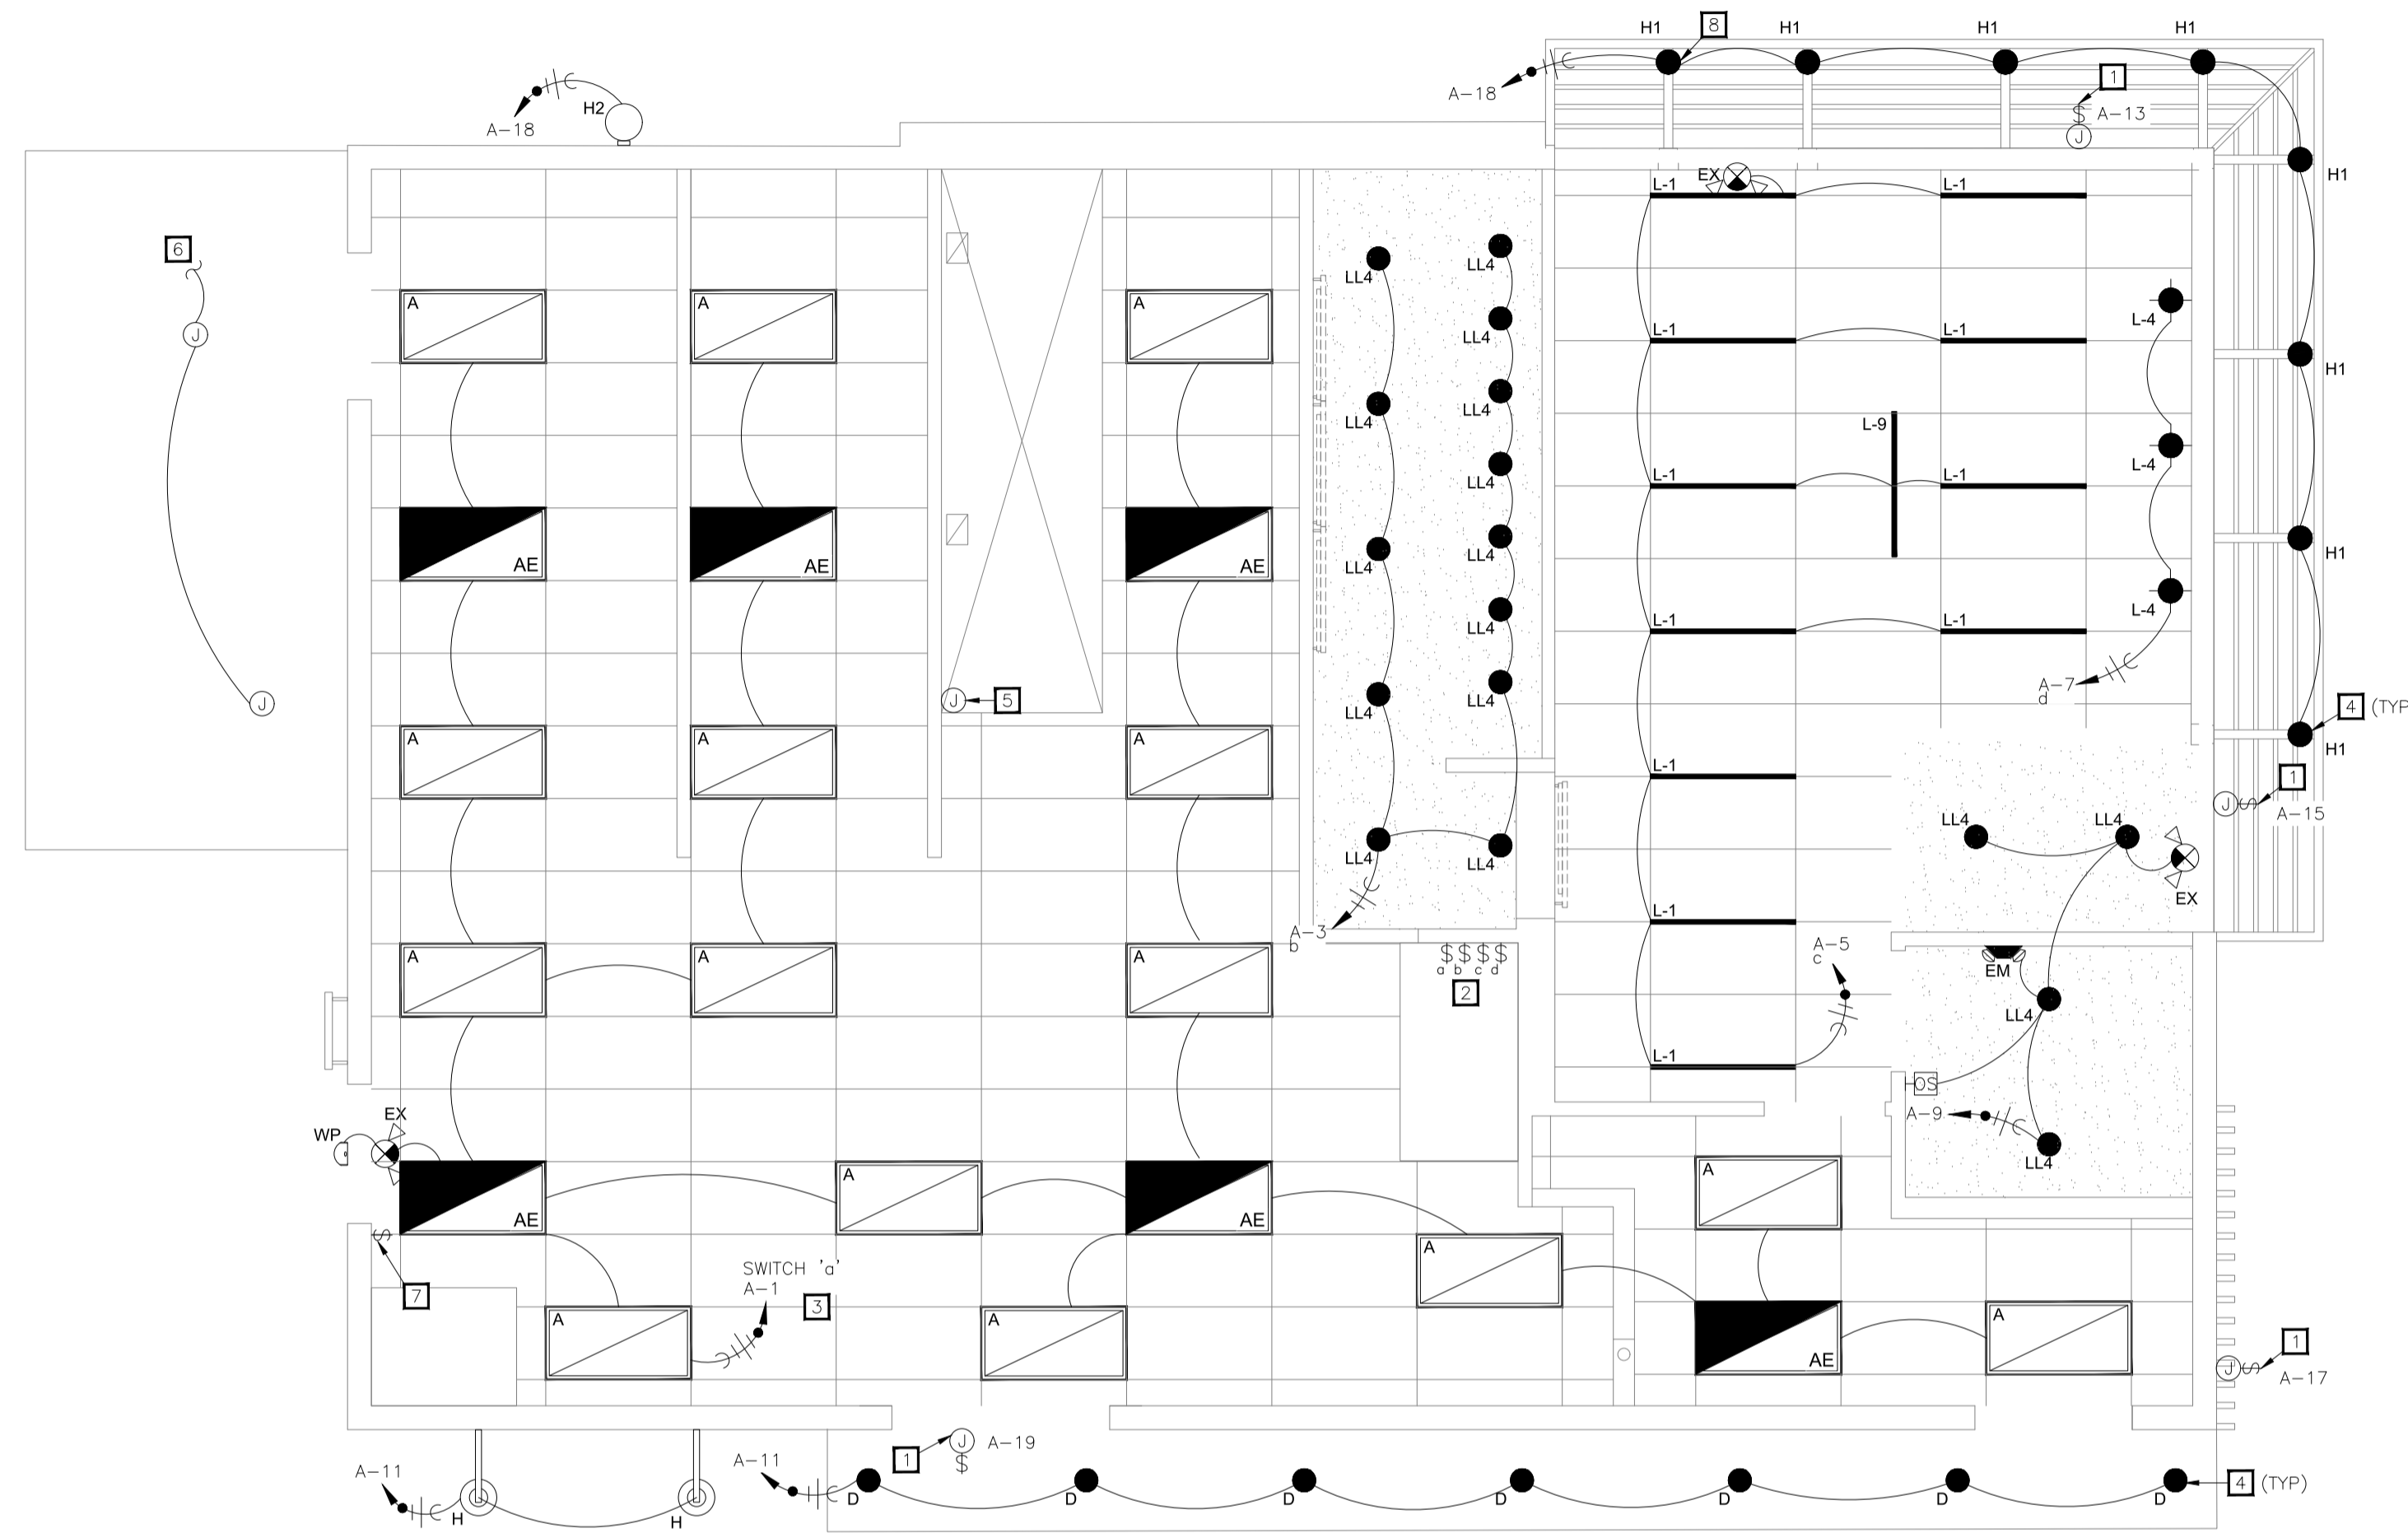 H1
8
H1
H1
H1
A-18
1
$ A-13
J
H2
A-18
EX
L-1
L-1
H1
6
J
LL4
LL4
L-4
A
A
A
LL4
L-1
L-1
H1
LL4
LL4
L-9
L-4
LL4
L-1
L-1
AE
AE
AE
LL4
LL4
H1
LL4
L-4
L-1
L-1
J
J
5
LL4
LL4
A-7
d
4
(TYP
A
A
A
H1
L-1
1
J
A-15
LL4
LL4
LL4
LL4
EX
A-3
b
L-1
A
A
A
$ $ $ $
a b c d
2
A-5
c
EM
LL4
L-1
OS
A-9
LL4
EX
WP
AE
A
AE
A
A
7
SWITCH 'a'
A-1
3
A
A
AE
A
1
J
A-17
1
J
A-19
$
A-11
A-11
H
H
D
D
D
D
D
D
D
4
(TYP)